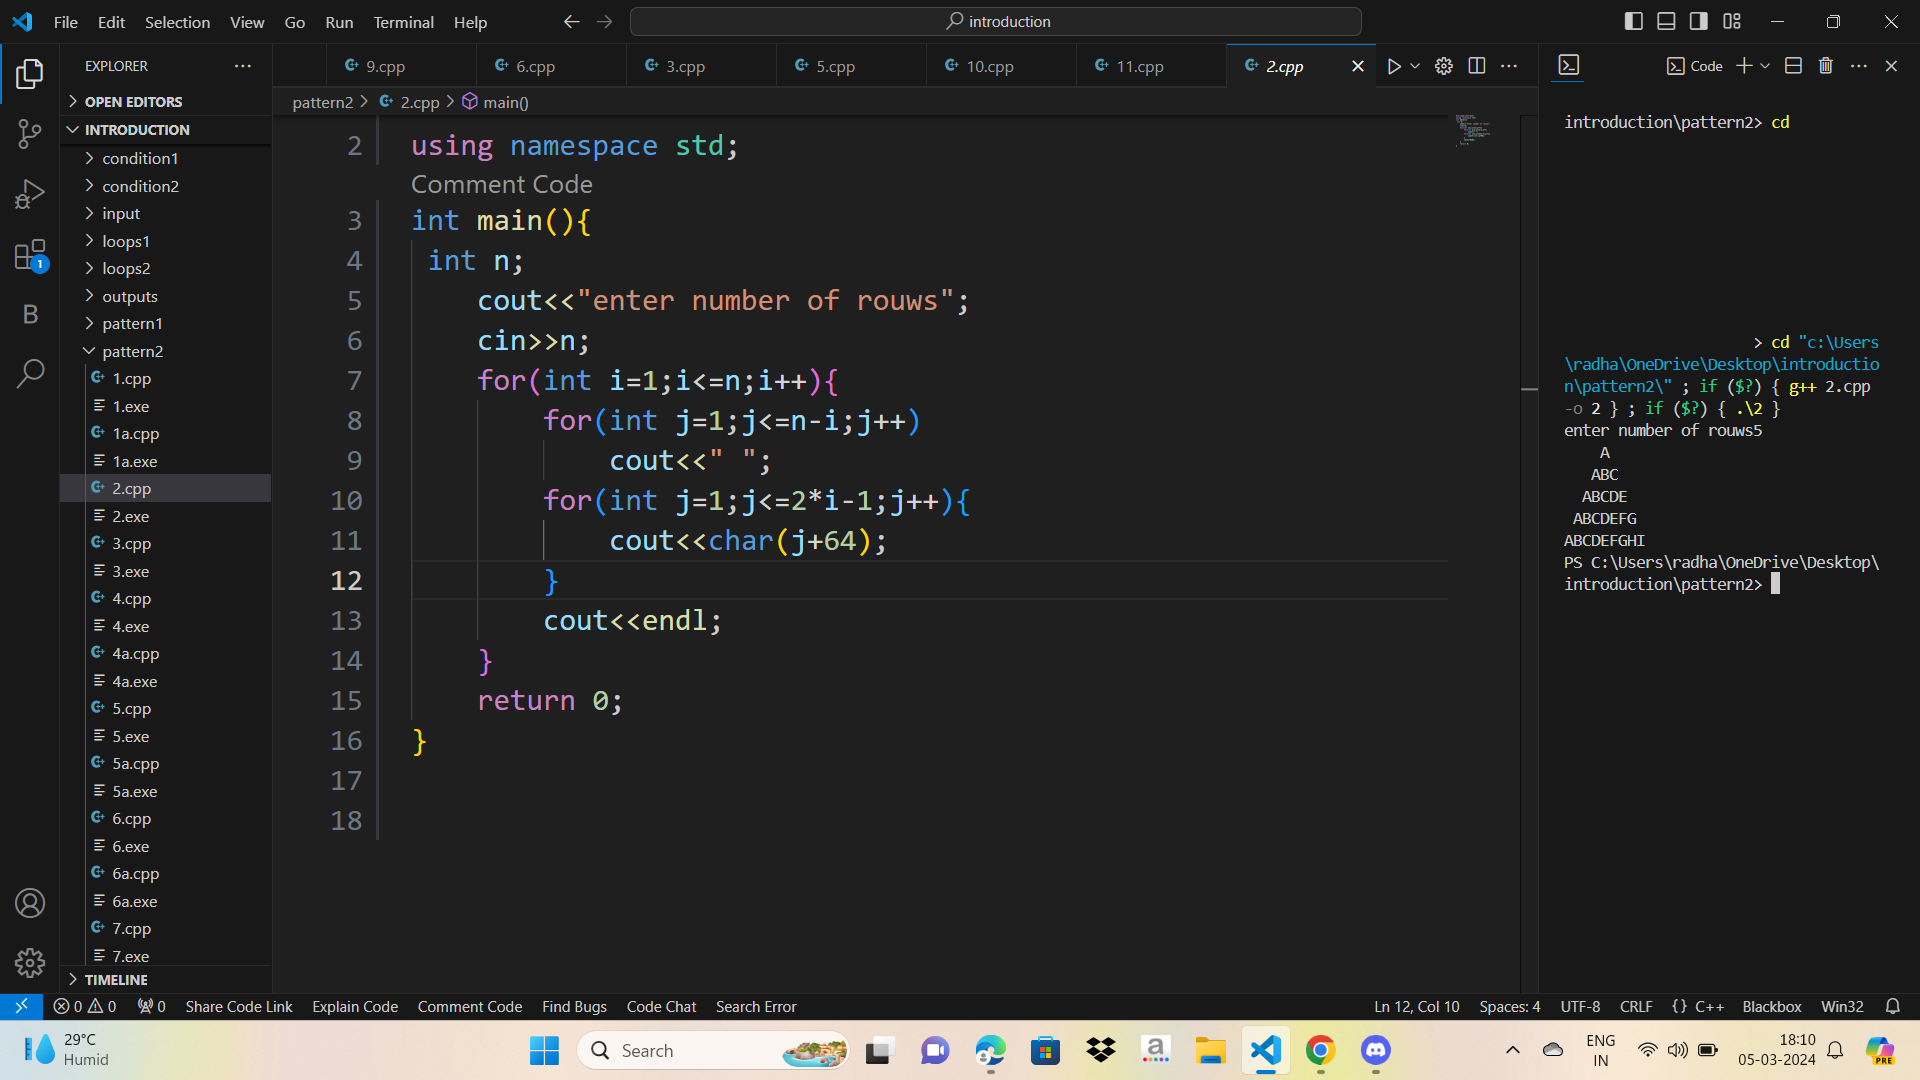 File Edit Selection View Go Run Terminal Help
introduction
EXPLORER
9.cpp
6.cpp
3.cpp
5.cpp
10.cpp
11.cpp
2.cpp
Code
OPEN EDITORS
INTRODUCTION
condition1
condition2
input
loops1
loops2
outputs
pattern1
pattern2
1.cpp
1.exe
1a.cpp
1a.exe
2.cpp
2.exe
3.cpp
3.exe
4.cpp
4.exe
4a.cpp
4a.exe
5.cpp
5.exe
5a.cpp
5a.exe
6.cpp
6.exe
6a.cpp
6a.exe
7.cpp
7.exe
TIMELINE
1
B
pattern2 > 2.cpp > main()
2 using namespace std;
Comment Code
3 int main(){
4 int n;
5 cout<<"enter number of rouws";
6 cin>>n;
7 for(int i=1;i<=n;i++){
8 for(int j=1;j<=n-i;j++)
9 cout<<" ";
10 for(int j=1;j<=2*i-1;j++){
11 cout<<char(j+64);
12 }
13 cout<<endl;
14 }
15 return 0;
16 }
17
18
introduction\pattern2> cd
> cd "c:\Users
\radha\OneDrive\Desktop\introductio
n\pattern2\" ; if ($?) { g++ 2.cpp
-o 2 } ; if ($?) { .\2 }
enter number of rouws5
A
ABC
ABCDE
ABCDEFG
ABCDEFGHI
PS C:\Users\radha\OneDrive\Desktop\
introduction\pattern2>
0 0 0 Share Code Link Explain Code Comment Code Find Bugs Code Chat Search Error
Ln 12, Col 10 Spaces: 4 UTF-8 CRLF {} C++ Blackbox Win32
29°C
Humid
Search
a
ENG
IN
18:10
05-03-2024
PRE